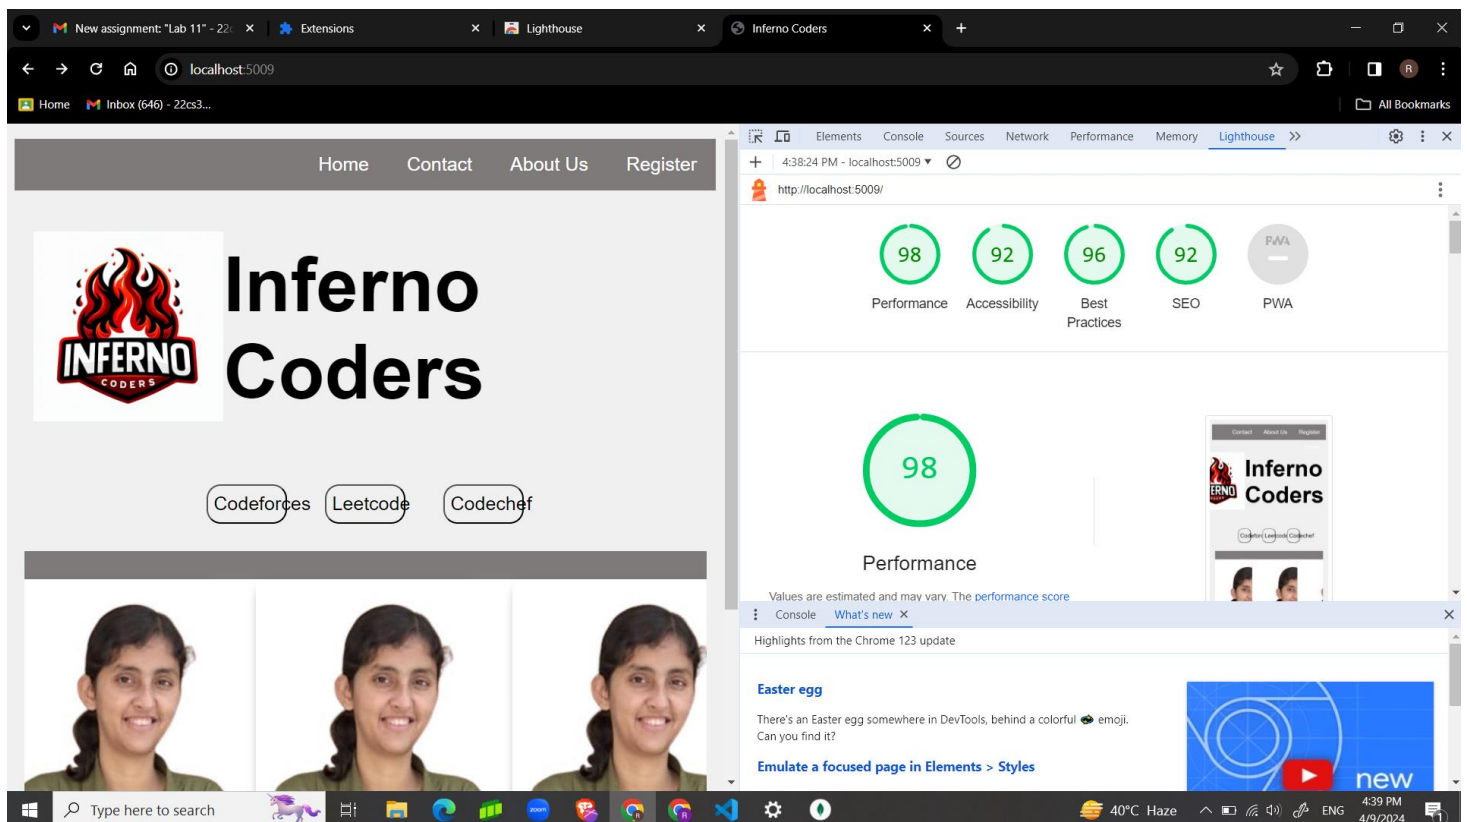 New assignment: "Lab 11" - 22c
Extensions
Lighthouse
Inferno Coders
localhost:5009
R
Home
Inbox (646) - 22cs3...
All Bookmarks
Home Contact About Us Register
INFERNO
CODERS
Inferno
Coders
Codeforces Leetcode Codechef
Elements Console Sources Network Performance Memory Lighthouse
4:38:24 PM - localhost:5009
http://localhost:5009/
98 92 96 92 PWA
Performance Accessibility Best Practices SEO PWA
98
Performance
Values are estimated and may vary. The performance score
Contact About Us Register
Inferno
Coders
Console What's new
Highlights from the Chrome 123 update
Easter egg
There's an Easter egg somewhere in DevTools, behind a colorful emoji.
Can you find it?
Emulate a focused page in Elements > Styles
new
Type here to search
zoom
40°C Haze
ENG
4:39 PM
4/9/2024
1